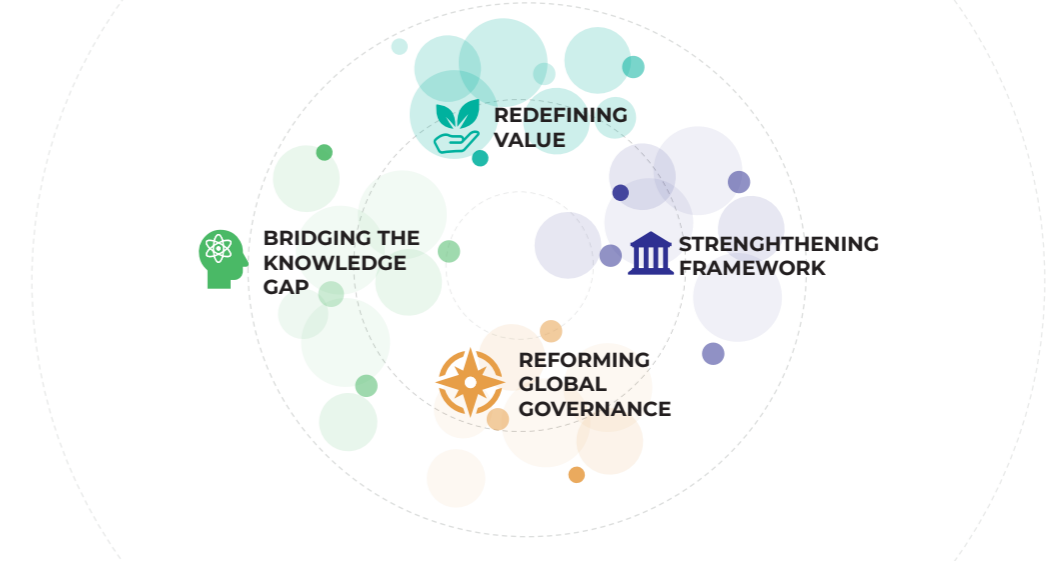 REDEFINING
VALUE
BRIDGING THE
KNOWLEDGE
GAP
STRENGHTHENING
FRAMEWORK
REFORMING
GLOBAL
GOVERNANCE